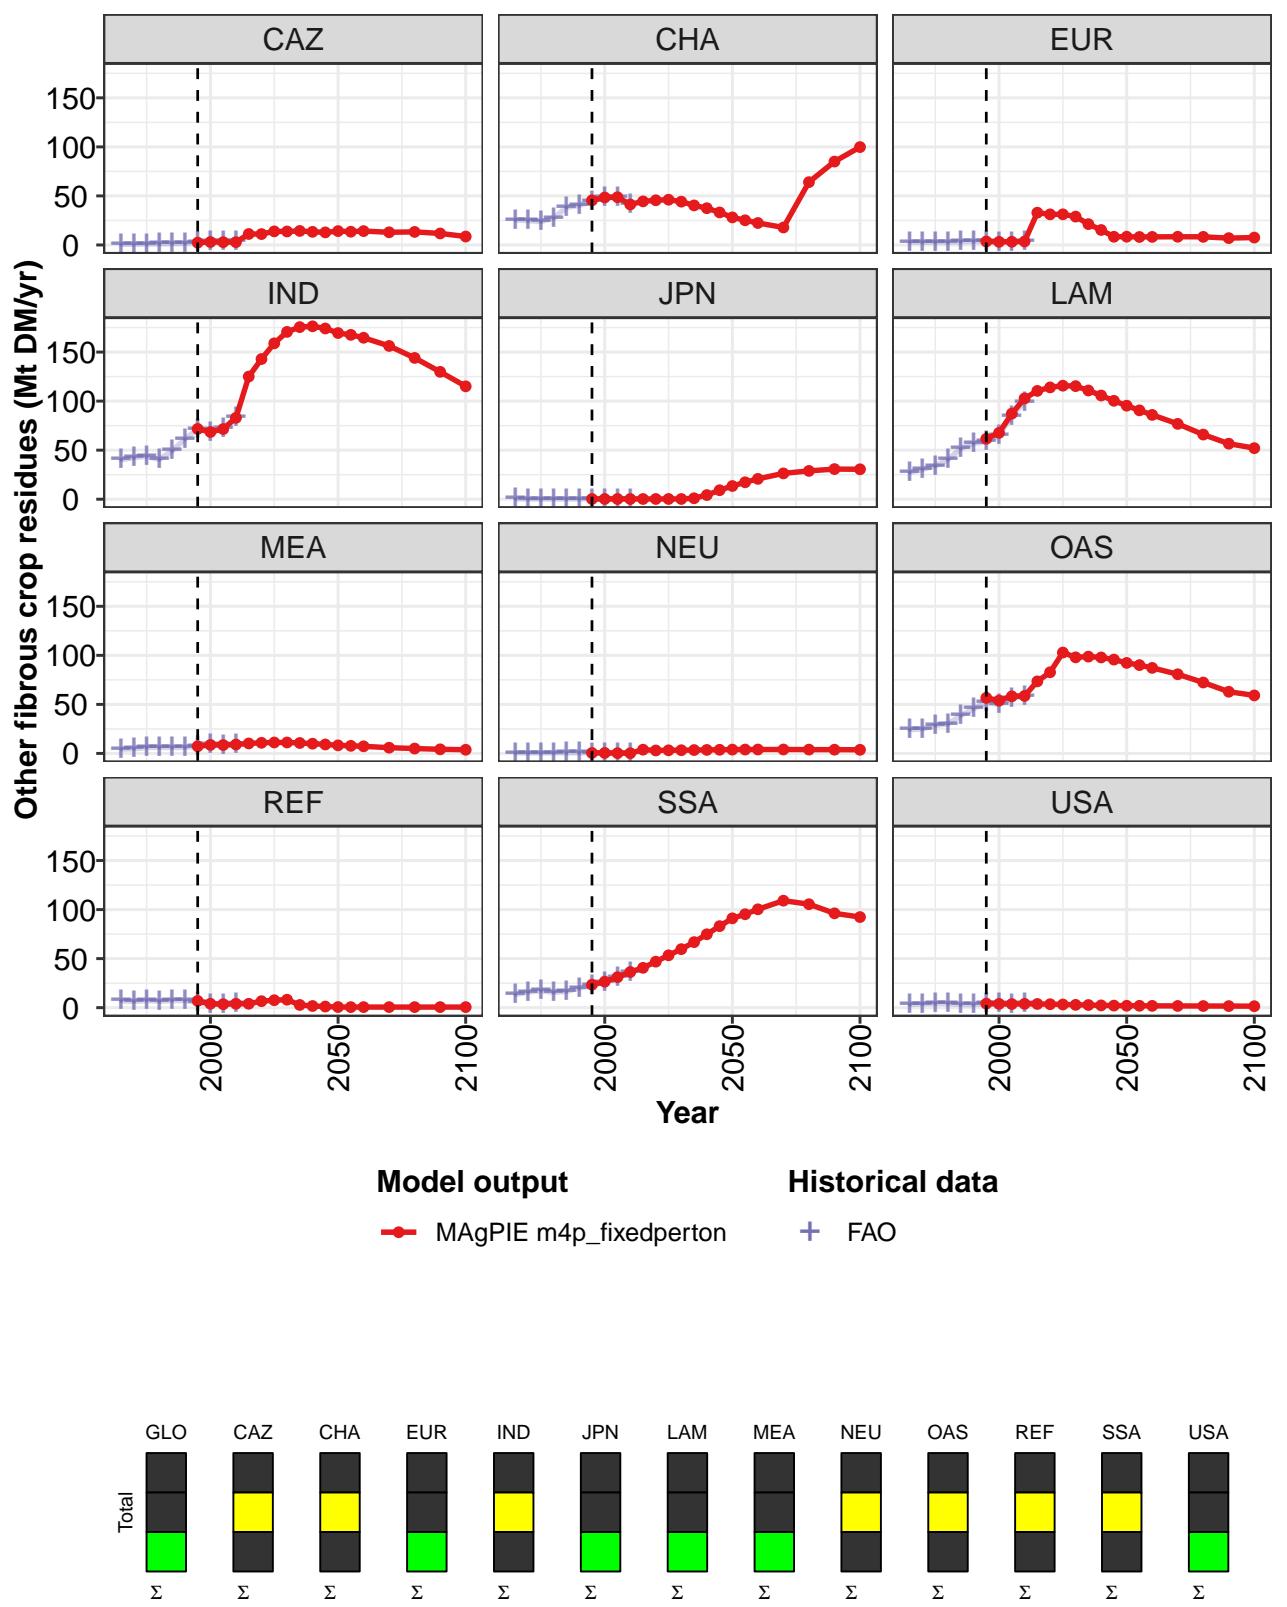 CAZ CHA EUR
150
100
50
0
IND JPN LAM
150
100
50
0
MEA NEU OAS
150
100
50
0
REF SSA USA
150
100
50
0
Other fibrous crop residues (Mt DM/yr)
2000 2050 2100 2000 2050 2100 2000 2050 2100
Year
Model output Historical data
MAgPIE m4p_fixedperton FAO
GLO CAZ CHA EUR IND JPN LAM MEA NEU OAS REF SSA USA
Total
Σ Σ Σ Σ Σ Σ Σ Σ Σ Σ Σ Σ Σ